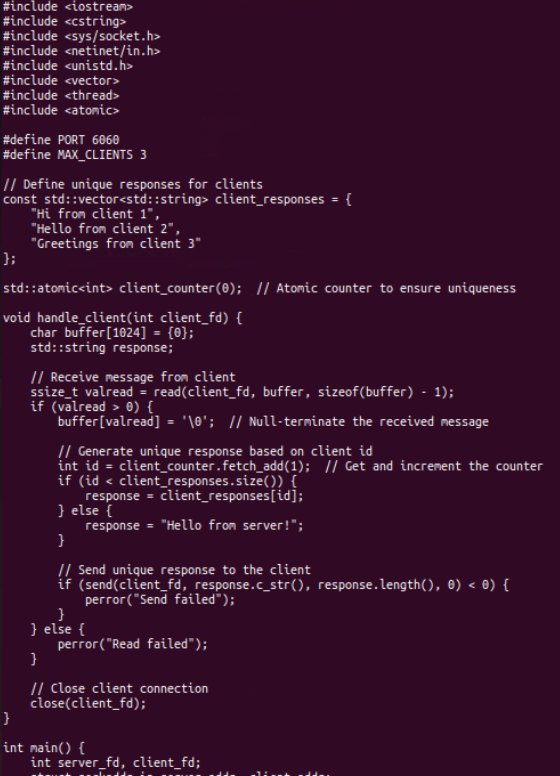 #include <iostream>
#include <cstring>
#include <sys/socket.h>
#include <netinet/in.h>
#include <unistd.h>
#include <vector>
#include <thread>
#include <atomic>

#define PORT 6060
#define MAX_CLIENTS 3

// Define unique responses for clients
const std::vector<std::string> client_responses = {
    "Hi from client 1",
    "Hello from client 2",
    "Greetings from client 3"
};

std::atomic<int> client_counter(0);  // Atomic counter to ensure uniqueness

void handle_client(int client_fd) {
    char buffer[1024] = {0};
    std::string response;

    // Receive message from client
    ssize_t valread = read(client_fd, buffer, sizeof(buffer) - 1);
    if (valread > 0) {
        buffer[valread] = '\0';  // Null-terminate the received message

        // Generate unique response based on client id
        int id = client_counter.fetch_add(1);  // Get and increment the counter
        if (id < client_responses.size()) {
            response = client_responses[id];
        } else {
            response = "Hello from server!";
        }

        // Send unique response to the client
        if (send(client_fd, response.c_str(), response.length(), 0) < 0) {
            perror("Send failed");
        }
    } else {
        perror("Read failed");
    }

    // Close client connection
    close(client_fd);
}

int main() {
    int server_fd, client_fd;